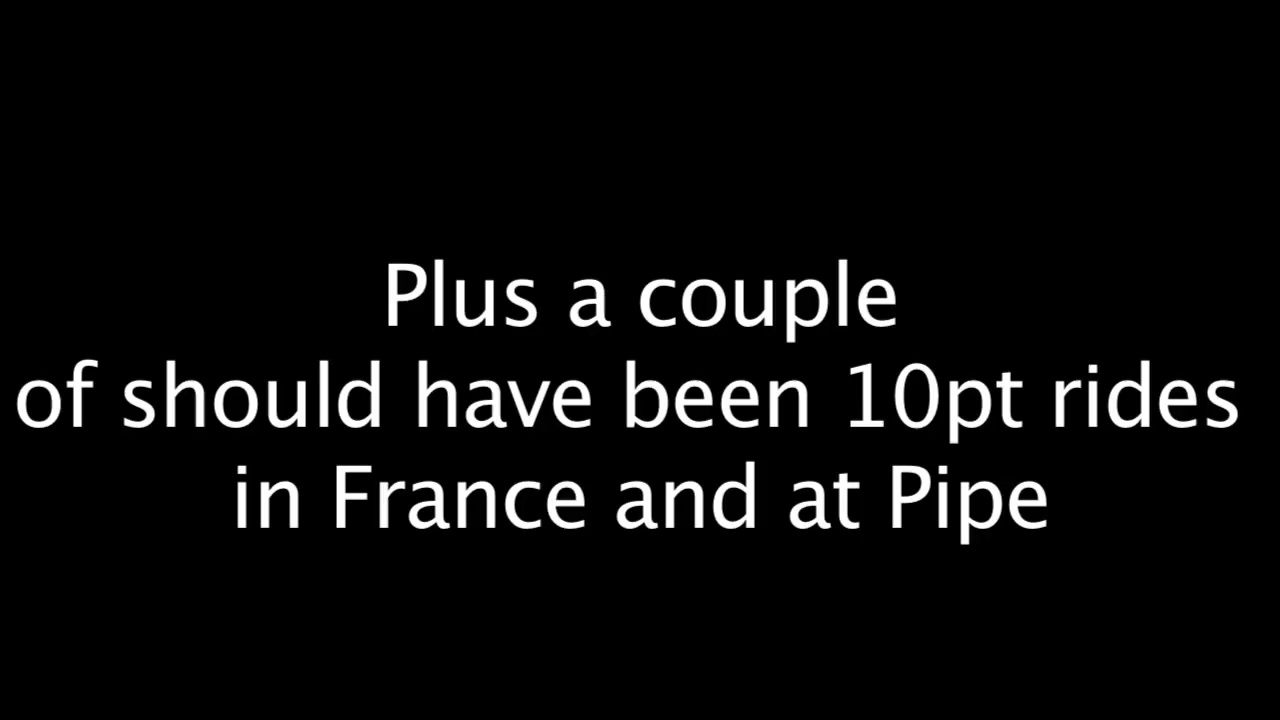 Plus a couple
of should have been 10pt rides
in France and at Pipe